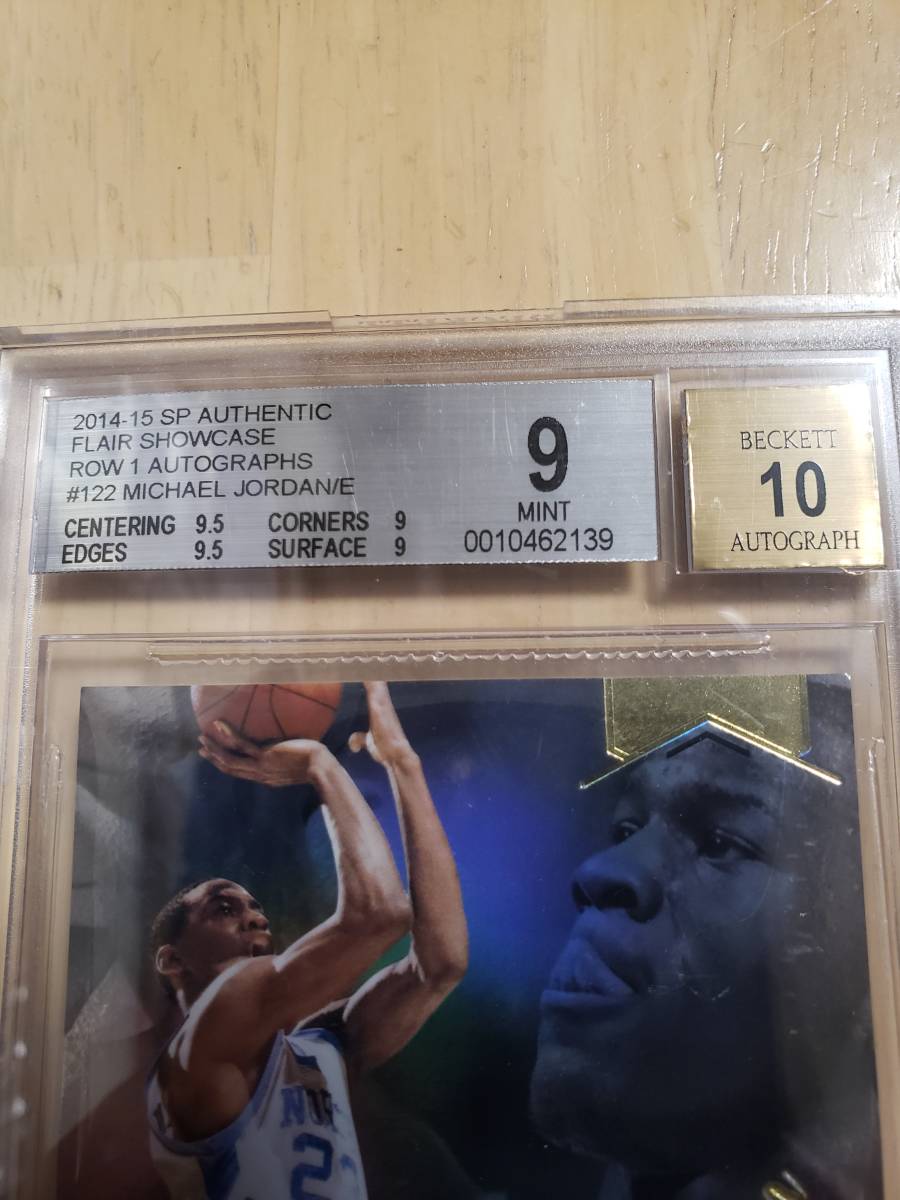 2014-15 SP AUTHENTIC
FLAIR SHOWCASE
ROW 1 AUTOGRAPHS
#122 MICHAEL JORDAN/E
CENTERING 9.5 CORNERS 9
EDGES 9.5 SURFACE 9
9
MINT
0010462139
BECKETT
10
AUTOGRAPH